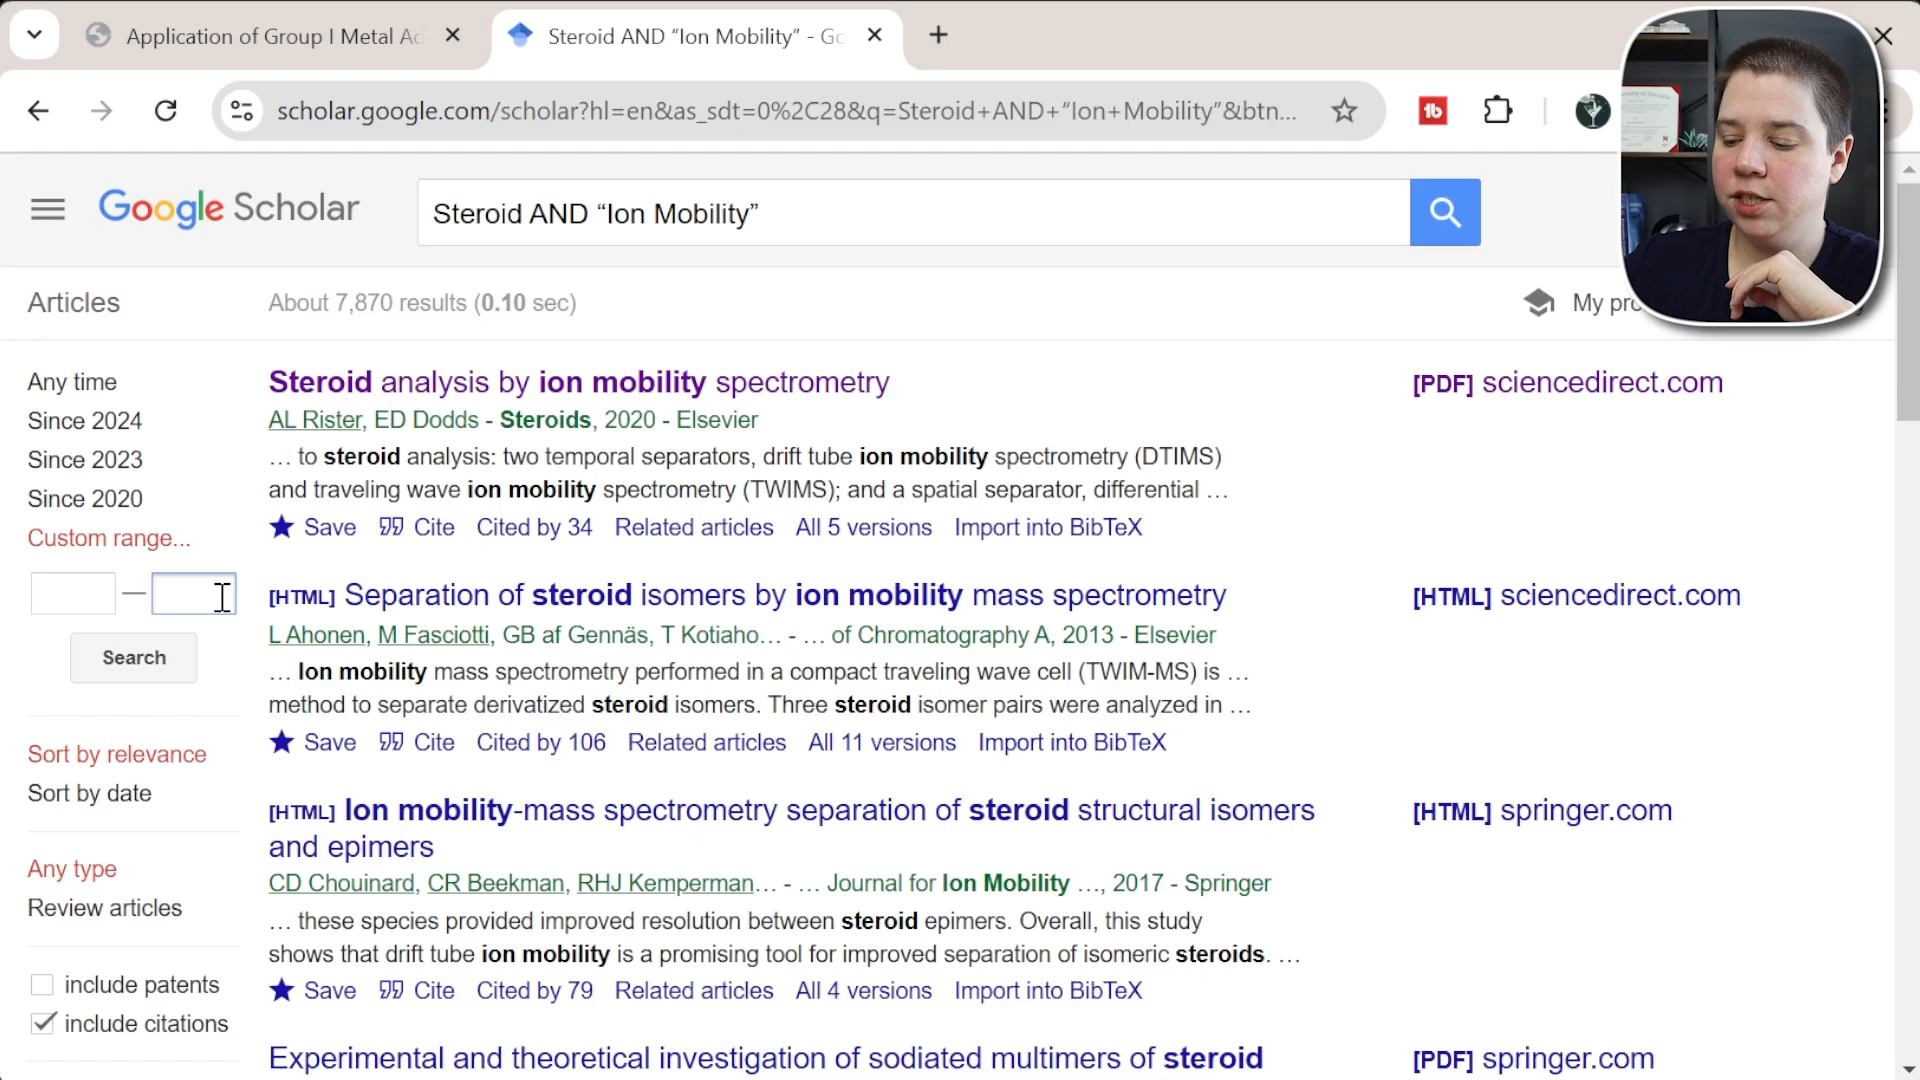 Application of Group I Metal Ad
Steroid AND “Ion Mobility” - Go
scholar.google.com/scholar?hl=en&as_sdt=0%2C28&q=Steroid+AND+“Ion+Mobility”&btn...
Google Scholar
Steroid AND “Ion Mobility”
Articles
About 7,870 results (0.10 sec)
My pro
Any time
Since 2024
Since 2023
Since 2020
Custom range...
—
Search
Sort by relevance
Sort by date
Any type
Review articles
include patents
include citations
Steroid analysis by ion mobility spectrometry
[PDF] sciencedirect.com
AL Rister, ED Dodds - Steroids, 2020 - Elsevier
… to steroid analysis: two temporal separators, drift tube ion mobility spectrometry (DTIMS)
and traveling wave ion mobility spectrometry (TWIMS); and a spatial separator, differential …
Save Cite Cited by 34 Related articles All 5 versions Import into BibTeX
[HTML] Separation of steroid isomers by ion mobility mass spectrometry
[HTML] sciencedirect.com
L Ahonen, M Fasciotti, GB af Gennäs, T Kotiaho… - … of Chromatography A, 2013 - Elsevier
… Ion mobility mass spectrometry performed in a compact traveling wave cell (TWIM-MS) is …
method to separate derivatized steroid isomers. Three steroid isomer pairs were analyzed in …
Save Cite Cited by 106 Related articles All 11 versions Import into BibTeX
[HTML] Ion mobility-mass spectrometry separation of steroid structural isomers
and epimers
[HTML] springer.com
CD Chouinard, CR Beekman, RHJ Kemperman… - … Journal for Ion Mobility …, 2017 - Springer
… these species provided improved resolution between steroid epimers. Overall, this study
shows that drift tube ion mobility is a promising tool for improved separation of isomeric steroids. …
Save Cite Cited by 79 Related articles All 4 versions Import into BibTeX
Experimental and theoretical investigation of sodiated multimers of steroid
[PDF] springer.com